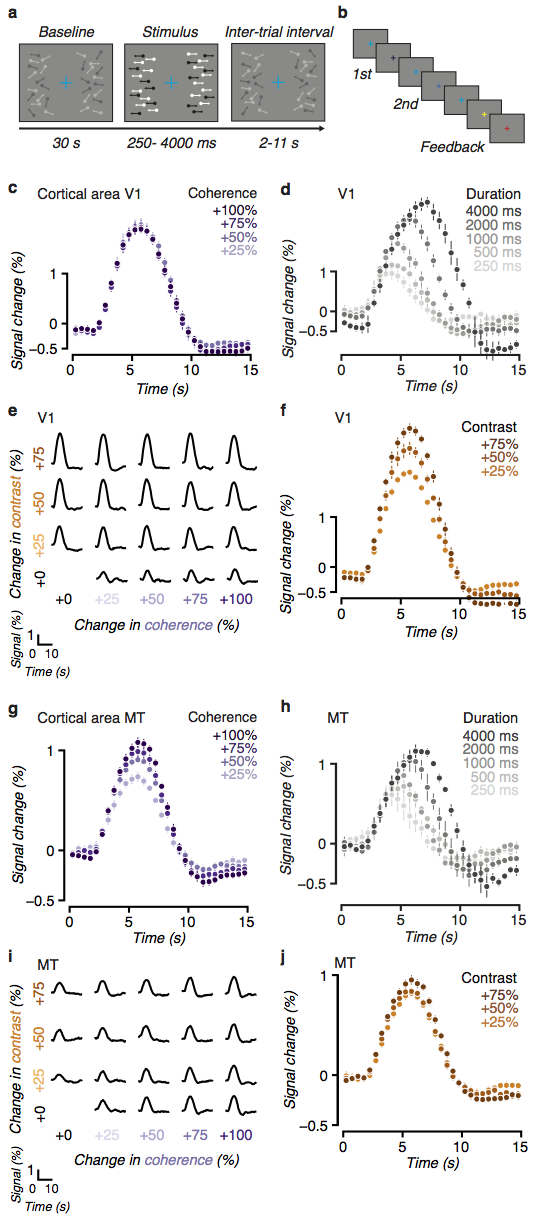 a
Baseline
Stimulus
Inter-trial interval
30 s
250- 4000 ms
2-11 s
b
1st
2nd
Feedback
c
Cortical area V1
Coherence
+100%
+75%
+50%
+25%
Signal change (%)
1
0
−0.5
0 5 10 15
Time (s)
d
V1
Duration
4000 ms
2000 ms
1000 ms
500 ms
250 ms
Signal change (%)
1
0
−0.5
0 5 10 15
Time (s)
e
V1
Change in contrast (%)
+75
+50
+25
+0
+0 +25 +50 +75 +100
Change in coherence (%)
Signal (%)
1
0 10
Time (s)
f
V1
Contrast
+75%
+50%
+25%
Signal change (%)
1
0
−0.5
0 5 10 15
Time (s)
g
Cortical area MT
Coherence
+100%
+75%
+50%
+25%
Signal change (%)
1
0
−0.5
0 5 10 15
Time (s)
h
MT
Duration
4000 ms
2000 ms
1000 ms
500 ms
250 ms
Signal change (%)
1
0
−0.5
0 5 10 15
Time (s)
i
MT
Change in contrast (%)
+75
+50
+25
+0
+0 +25 +50 +75 +100
Change in coherence (%)
Signal (%)
1
0 10
Time (s)
j
MT
Contrast
+75%
+50%
+25%
Signal change (%)
1
0
−0.5
0 5 10 15
Time (s)